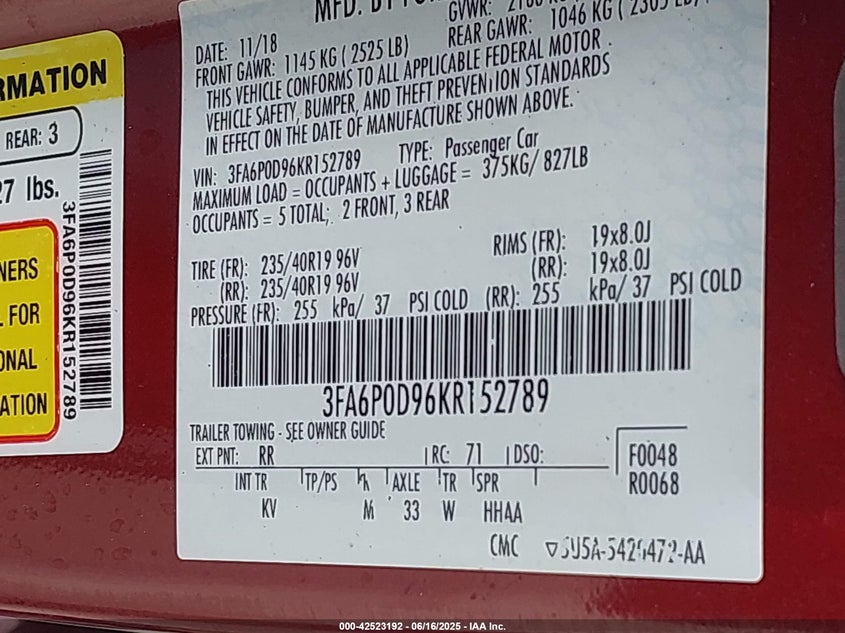 RMATION
REAR: 3
27 lbs.
3FA6P0D96KR152789
NERS
L FOR
ONAL
ATION
MFD. BY
GVWR:
DATE: 11/18
FRONT GAWR: 1145 KG ( 2525 LB)
REAR GAWR: 1046 KG ( 2305 LB)
THIS VEHICLE CONFORMS TO ALL APPLICABLE FEDERAL MOTOR
VEHICLE SAFETY, BUMPER, AND THEFT PREVENTION STANDARDS
IN EFFECT ON THE DATE OF MANUFACTURE SHOWN ABOVE.
VIN: 3FA6P0D96KR152789 TYPE: Passenger Car
MAXIMUM LOAD = OCCUPANTS + LUGGAGE = 375KG/ 827LB
OCCUPANTS = 5 TOTAL; 2 FRONT, 3 REAR
TIRE (FR): 235/40R19 96V RIMS (FR): 19x8.0J
(RR): 235/40R19 96V (RR): 19x8.0J
PRESSURE (FR): 255 kPa/ 37 PSI COLD (RR): 255 kPa/ 37 PSI COLD
3FA6P0D96KR152789
TRAILER TOWING - SEE OWNER GUIDE
EXT PNT: RR RC: 71 DSO: F0048
INT TR TP/PS R AXLE TR SPR R0068
KV M 33 W HHAA
CMC
000-42523192 - 06/16/2025 - IAA Inc.